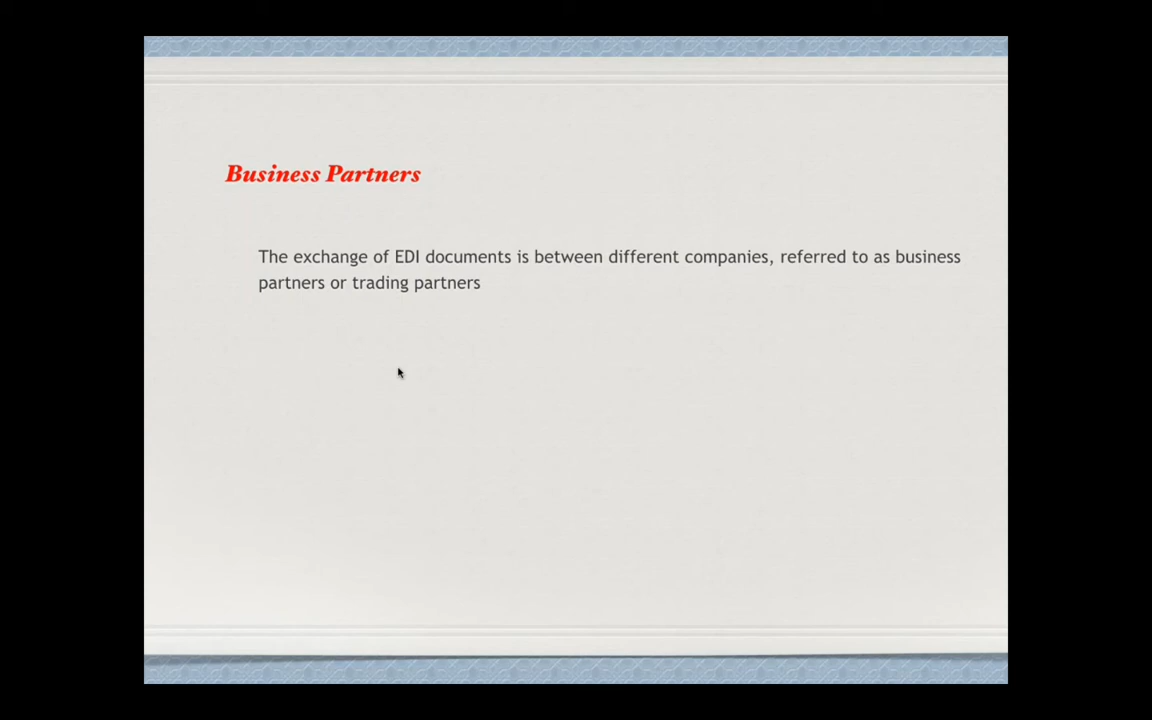 Business Partners
The exchange of EDI documents is between different companies, referred to as business
partners or trading partners